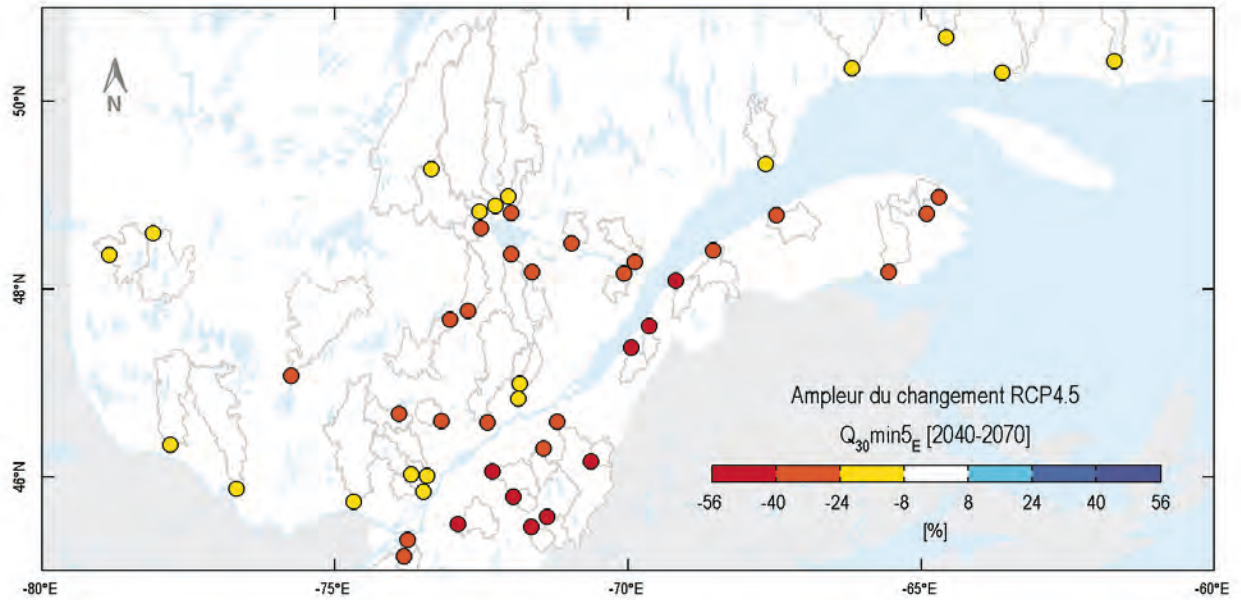 50°N
48°N
46°N
N
Ampleur du changement RCP4.5
Q30min5E [2040-2070]
-56 -40 -24 -8 8 24 40 56
[%]
-80°E -75°E -70°E -65°E -60°E